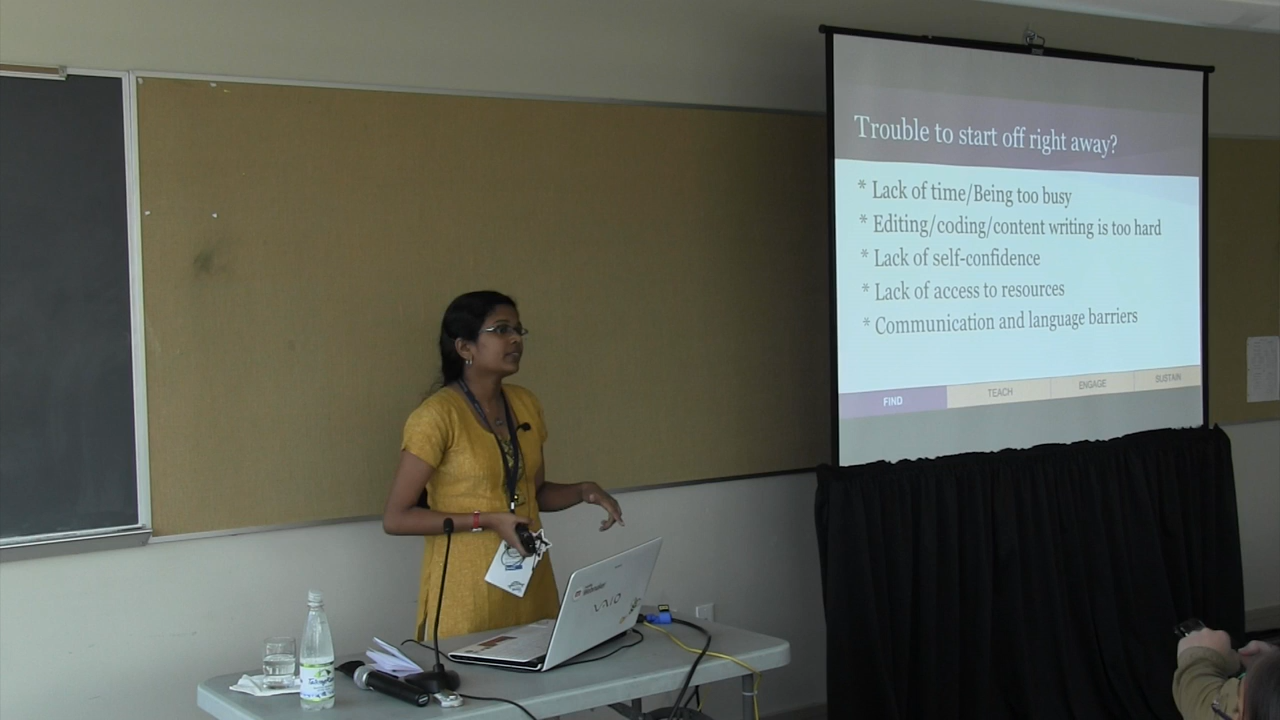 Trouble to start off right away?
* Lack of time/Being too busy
* Editing/coding/content writing is too hard
* Lack of self-confidence
* Lack of access to resources
* Communication and language barriers
FIND TEACH ENGAGE SUSTAIN
VAIO